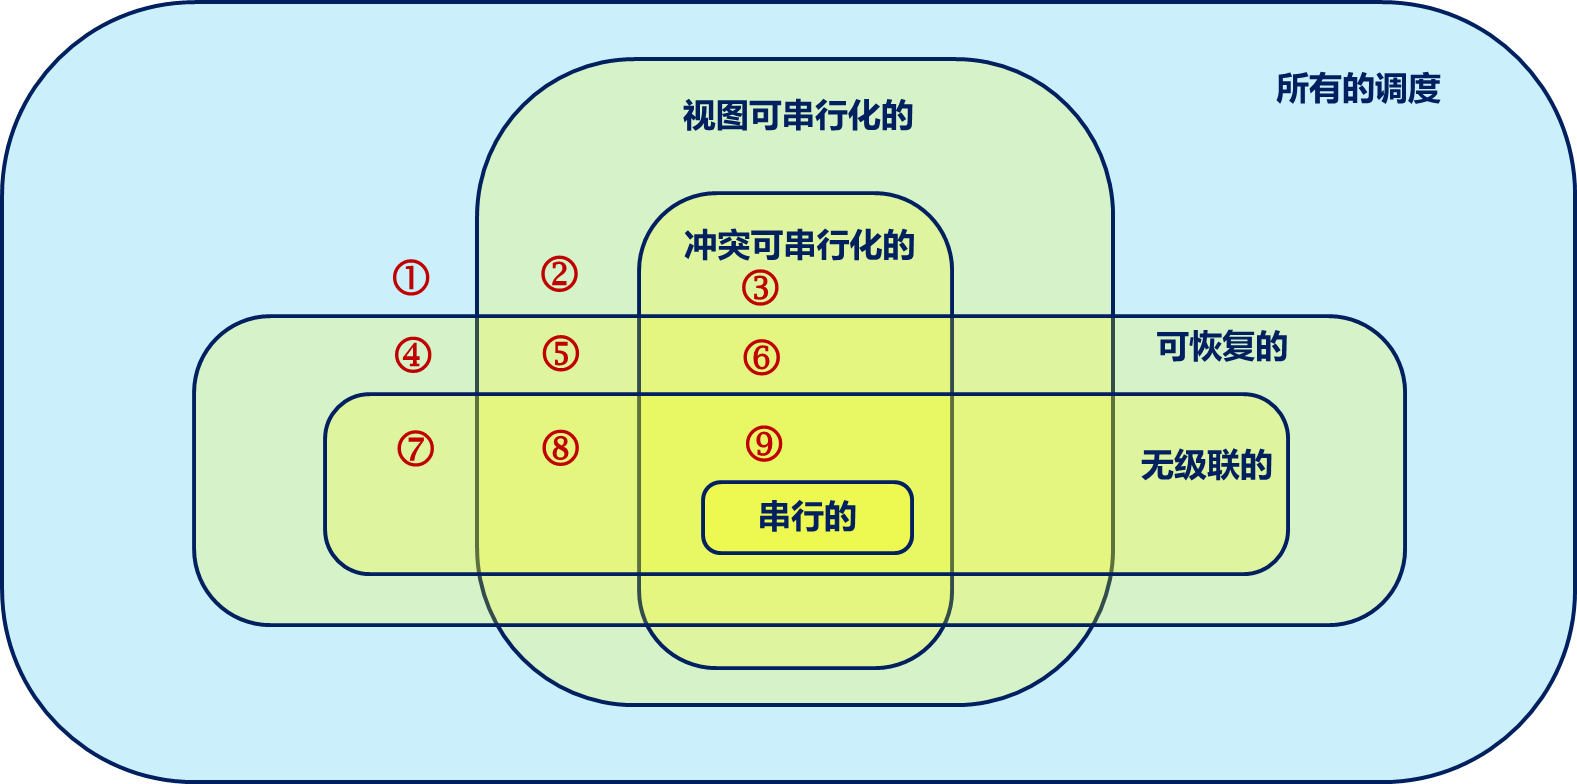 所有的调度
视图可串行化的
冲突可串行化的
① ② ③
可恢复的
④ ⑤ ⑥
无级联的
⑦ ⑧ ⑨
串行的